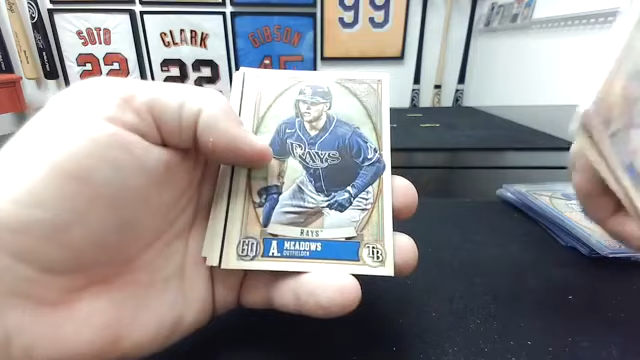 SOTO
22
CLARK
22
GIBSON
45
99
RAYS
RAYS
GQ
A. MEADOWS
OUTFIELDER
TB